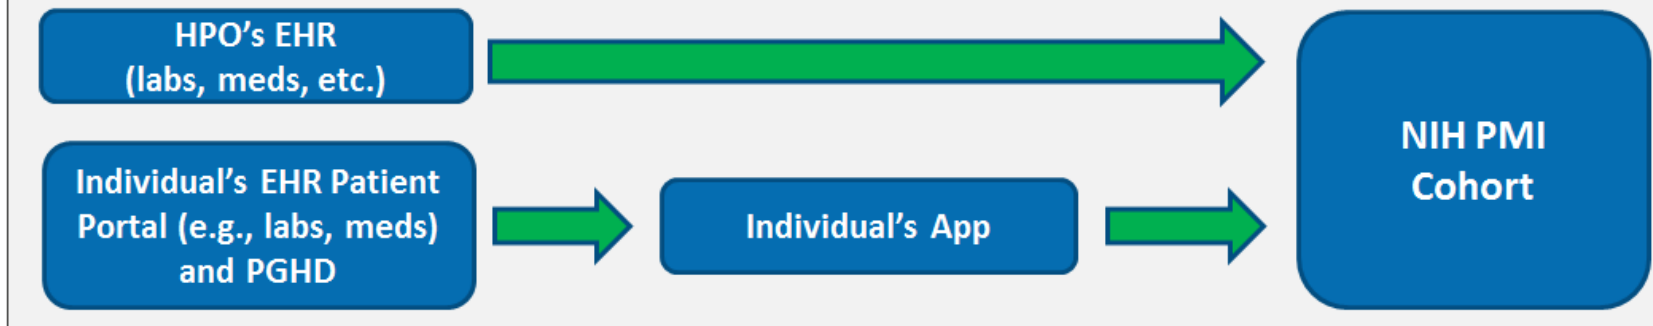 HPO's EHR
(labs, meds, etc.)
Individual's EHR Patient
Portal (e.g., labs, meds)
and PGHD
Individual's App
NIH PMI
Cohort